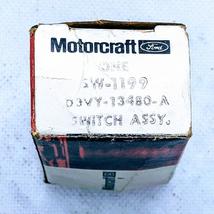 Motorcraft Ford
ONE
SW-1199
D3VY-13480-A
SWITCH ASSY.